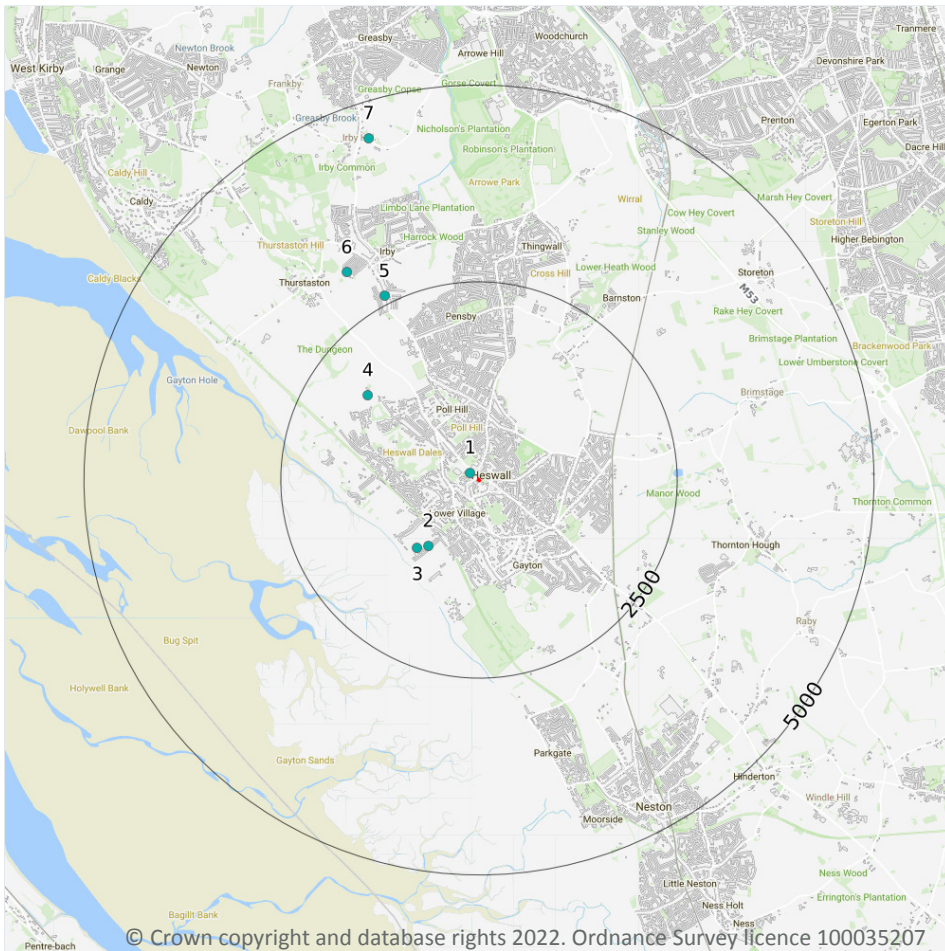 Greasby
Woodchurch
Tranmere
Newton Brook
Arrowe Hill
Newton
West Kirby
Grange
Devonshire Park
Gorse Covert
Frankby
Greasby Copse
7
Greasby Brook
Nicholson's Plantation
Prenton
Egerton Park
Irby
Robinson's Plantation
Dacre Hill
Irby Common
Caldy Hill
Arrowe Park
Caldy
Limbo Lane Plantation
Wirral
Marsh Hey Covert
Cow Hey Covert
Storeton Hill
Stanley Wood
Harrock Wood
Higher Bebington
6
Thurstaston Hill
Irby
Thingwall
Lower Heath Wood
5
Cross Hill
Storeton
Caldy Blacks
Thurstaston
Barnston
M53
Rake Hey Covert
Pensby
Brimstage Plantation
The Dungeon
Brackenwood Park
Lower Umberstone Covert
4
Gayton Hole
Brimstage
Poll Hill
Dawpool Bank
Poll Hill
1
Heswall Dales
Heswall
Manor Wood
Thornton Common
2
ower Village
Thornton Hough
3
Gayton
2500
Raby
Bug Spit
Holywell Bank
5000
Parkgate
Gayton Sands
Hinderton
Windle Hill
Neston
Moorside
Ness Wood
Little Neston
Errington's Plantation
Ness Holt
Bagillt Bank
Ness
Pentre-bach
© Crown copyright and database rights 2022. Ordnance Survey licence 100035207